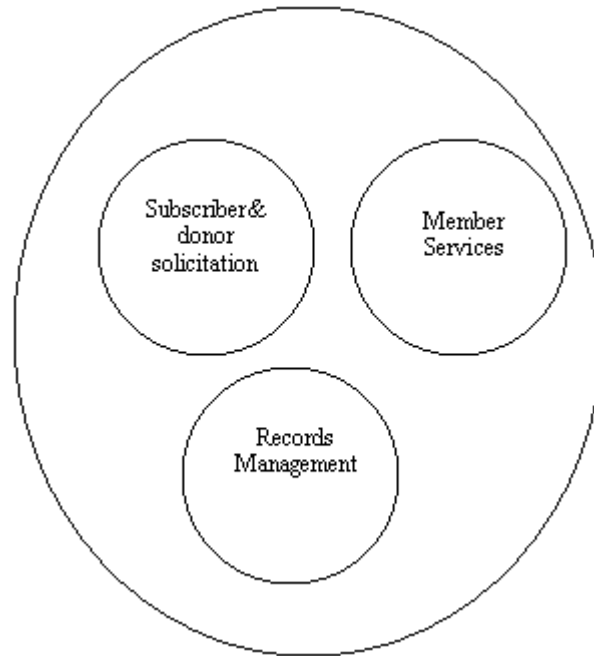 Subscriber&
donor
solicitation
Member
Services
Records
Management